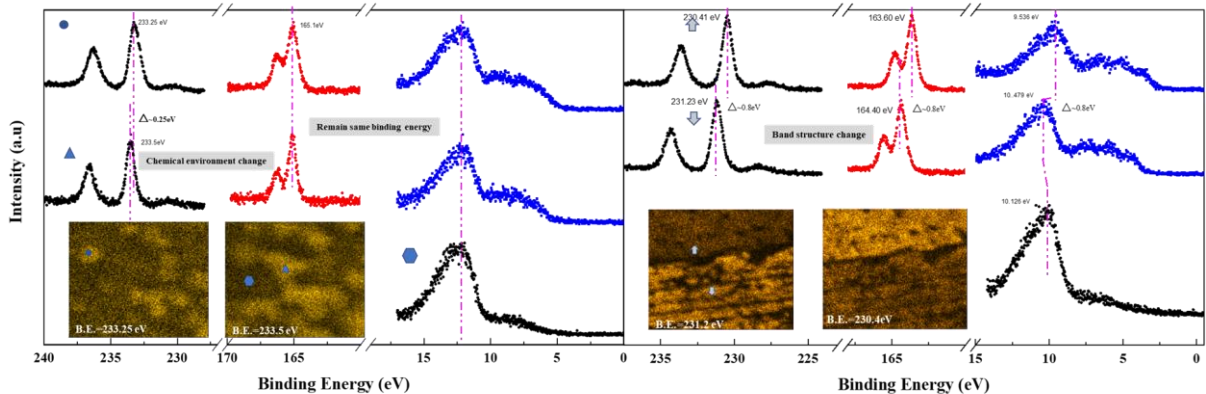 Intensity (a.u)
233.25 eV
165.1eV
△~0.25eV
Remain same binding energy
233.5eV
Chemical environment change
B.E.=233.25 eV
B.E.=233.5 eV
240
230
170
165
15
10
5
0
Binding Energy (eV)
230.41 eV
163.60 eV
9.536 eV
231.23 eV
△~0.8eV
164.40 eV
△~0.8eV
10.479 eV
△~0.8eV
Band structure change
10.126 eV
B.E.=231.2 eV
B.E.=230.4eV
235
230
225
165
15
10
5
0
Binding Energy (eV)